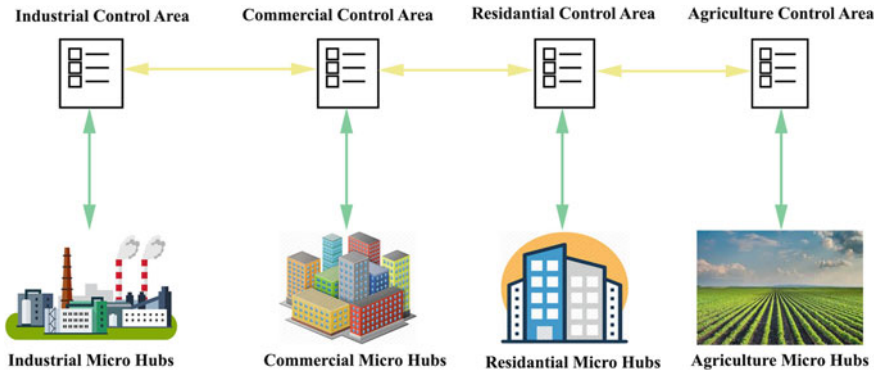 Industrial Control Area
Commercial Control Area
Residantial Control Area
Agriculture Control Area
Industrial Micro Hubs
Commercial Micro Hubs
Residantial Micro Hubs
Agriculture Micro Hubs